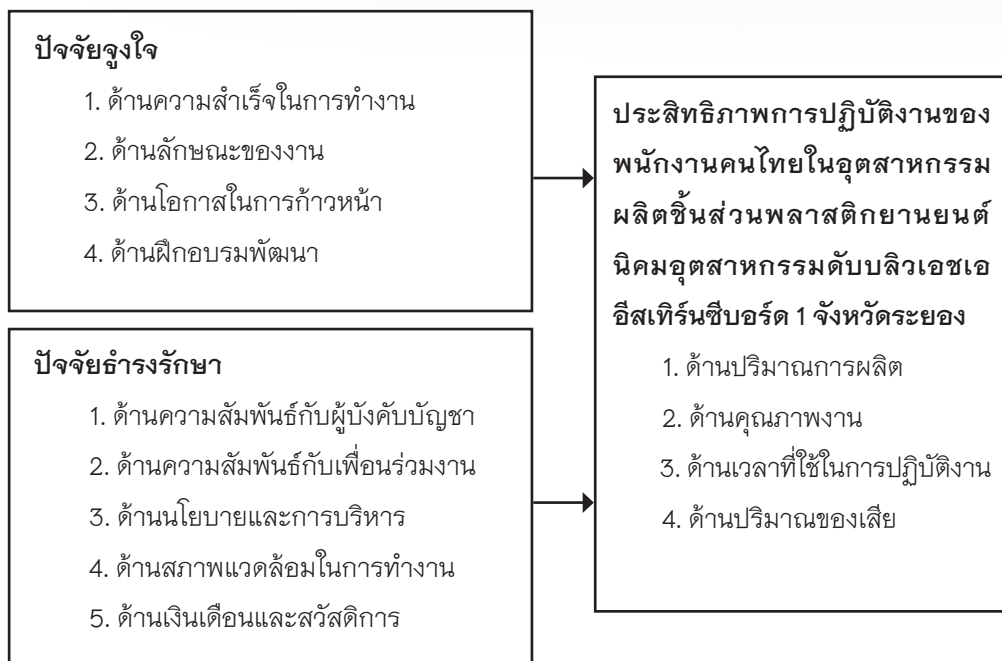 ปัจจัยจูงใจ
1. ด้านความสำเร็จในการทำงาน
2. ด้านลักษณะของงาน
3. ด้านโอกาสในการก้าวหน้า
4. ด้านฝึกอบรมพัฒนา
ปัจจัยธำรงรักษา
1. ด้านความสัมพันธ์กับผู้บังคับบัญชา
2. ด้านความสัมพันธ์กับเพื่อนร่วมงาน
3. ด้านนโยบายและการบริหาร
4. ด้านสภาพแวดล้อมในการทำงาน
5. ด้านเงินเดือนและสวัสดิการ
ประสิทธิภาพการปฏิบัติงานของ
พนักงานคนไทยในอุตสาหกรรม
ผลิตชิ้นส่วนพลาสติกยานยนต์
นิคมอุตสาหกรรมดับบลิวเอชเอ
อีสเทิร์นซีบอร์ด 1 จังหวัดระยอง
1. ด้านปริมาณการผลิต
2. ด้านคุณภาพงาน
3. ด้านเวลาที่ใช้ในการปฏิบัติงาน
4. ด้านปริมาณของเสีย